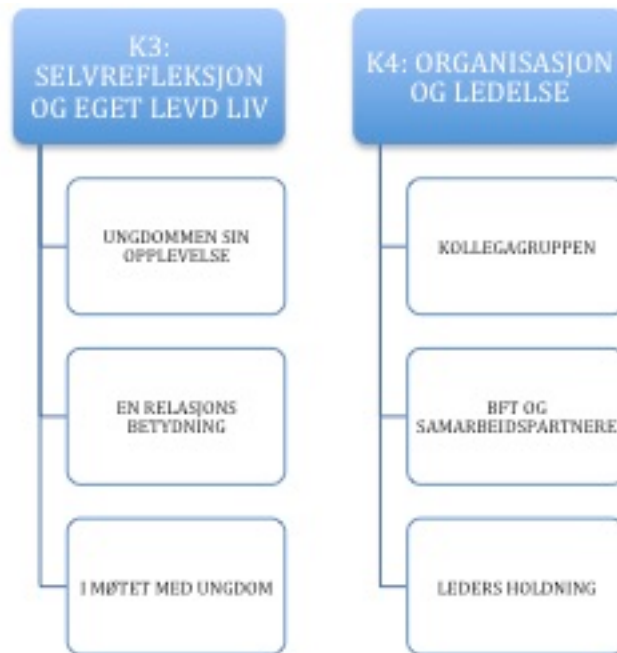 K3:
SELVREFLEKSJON
OG EGET LEVD LIV
UNGDOMMEN SIN
OPPLEVELSE
EN RELASJONS
BETYDNING
I MØTET MED UNGDOM
K4: ORGANISASJON
OG LEDELSE
KOLLEGAGRUPPEN
BFT OG
SAMARBEIDSPARTNERE
LEDERS HOLDNING